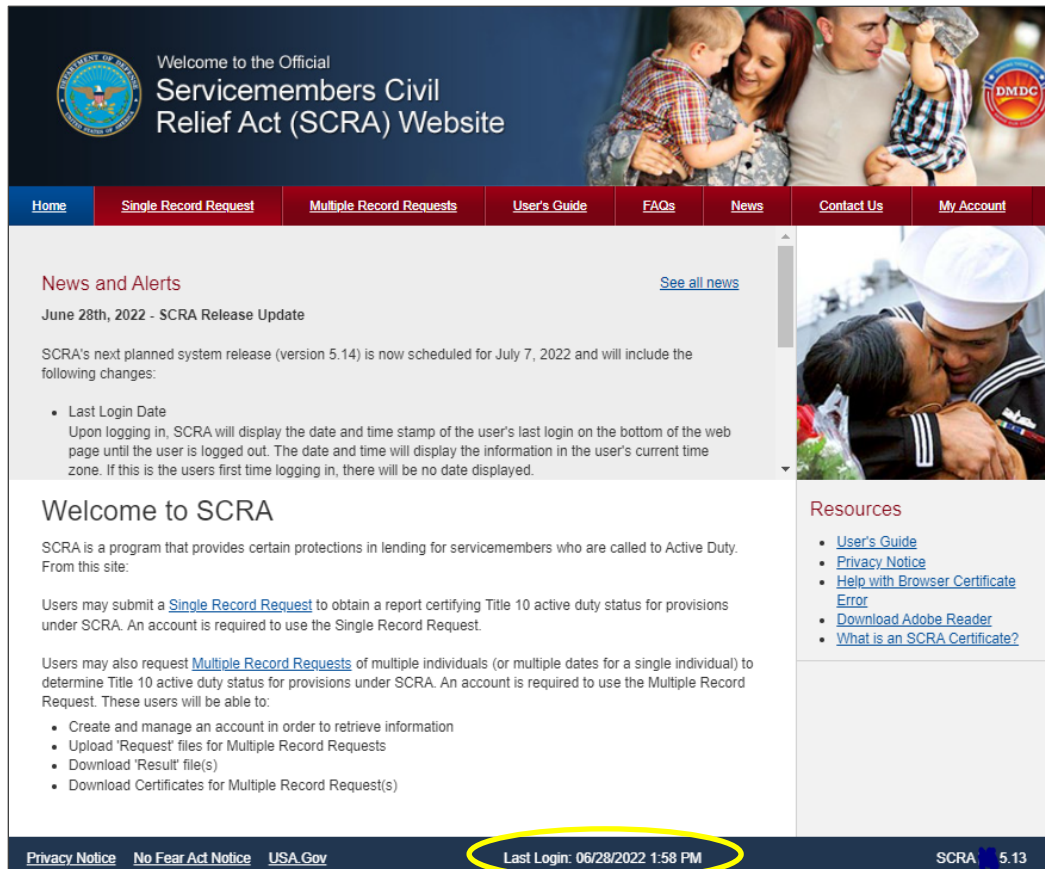 Welcome to the Official
Servicemembers Civil
Relief Act (SCRA) Website
DEPARTMENT OF DEFENSE
UNITED STATES OF AMERICA
DMDC
Home Single Record Request Multiple Record Requests User's Guide FAQs News Contact Us My Account
News and Alerts See all news
June 28th, 2022 - SCRA Release Update
SCRA's next planned system release (version 5.14) is now scheduled for July 7, 2022 and will include the
following changes:
• Last Login Date
Upon logging in, SCRA will display the date and time stamp of the user's last login on the bottom of the web
page until the user is logged out. The date and time will display the information in the user's current time
zone. If this is the users first time logging in, there will be no date displayed.
Welcome to SCRA
SCRA is a program that provides certain protections in lending for servicemembers who are called to Active Duty.
From this site:
Users may submit a Single Record Request to obtain a report certifying Title 10 active duty status for provisions
under SCRA. An account is required to use the Single Record Request.
Users may also request Multiple Record Requests of multiple individuals (or multiple dates for a single individual) to
determine Title 10 active duty status for provisions under SCRA. An account is required to use the Multiple Record
Request. These users will be able to:
• Create and manage an account in order to retrieve information
• Upload 'Request' files for Multiple Record Requests
• Download 'Result' file(s)
• Download Certificates for Multiple Record Request(s)
Resources
• User's Guide
• Privacy Notice
• Help with Browser Certificate
Error
• Download Adobe Reader
• What is an SCRA Certificate?
Privacy Notice No Fear Act Notice USA.Gov Last Login: 06/28/2022 1:58 PM SCRA 5.13